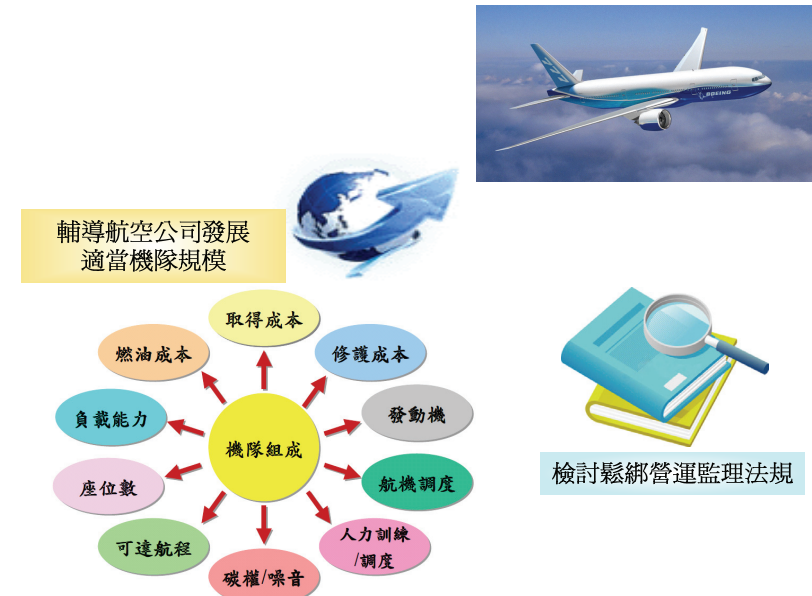 BOEING
輔導航空公司發展
適當機隊規模
取得成本
燃油成本
修護成本
負載能力
發動機
機隊組成
座位數
航機調度
可達航程
人力訓練
/調度
碳權/噪音
檢討鬆綁營運監理法規